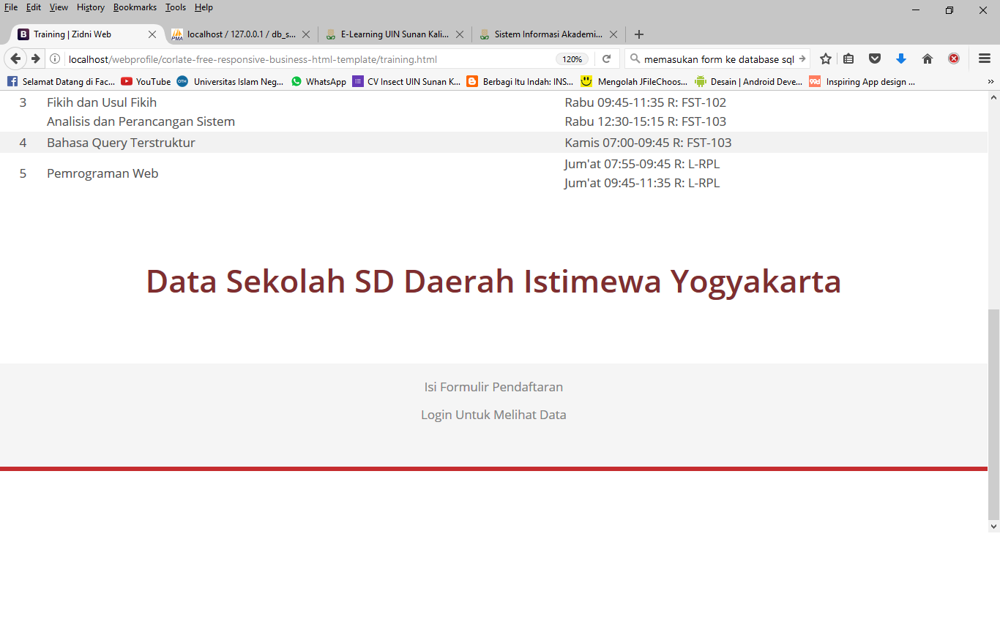 File Edit View History Bookmarks Tools Help
Training | Zidni Web localhost / 127.0.0.1 / db_s... E-Learning UIN Sunan Kali... Sistem Informasi Akademi...
localhost/webprofile/corlate-free-responsive-business-html-template/training.html 120% memasukan form ke database sql
Selamat Datang di Fac... YouTube Universitas Islam Neg... WhatsApp CV Insect UIN Sunan K... Berbagi Itu Indah: INS... Mengolah JFileChoos... Desain | Android Deve... Inspiring App design ...
3 Fikih dan Usul Fikih Rabu 09:45-11:35 R: FST-102
Analisis dan Perancangan Sistem Rabu 12:30-15:15 R: FST-103
4 Bahasa Query Terstruktur Kamis 07:00-09:45 R: FST-103
5 Pemrograman Web Jum'at 07:55-09:45 R: L-RPL
Jum'at 09:45-11:35 R: L-RPL
Data Sekolah SD Daerah Istimewa Yogyakarta
Isi Formulir Pendaftaran
Login Untuk Melihat Data